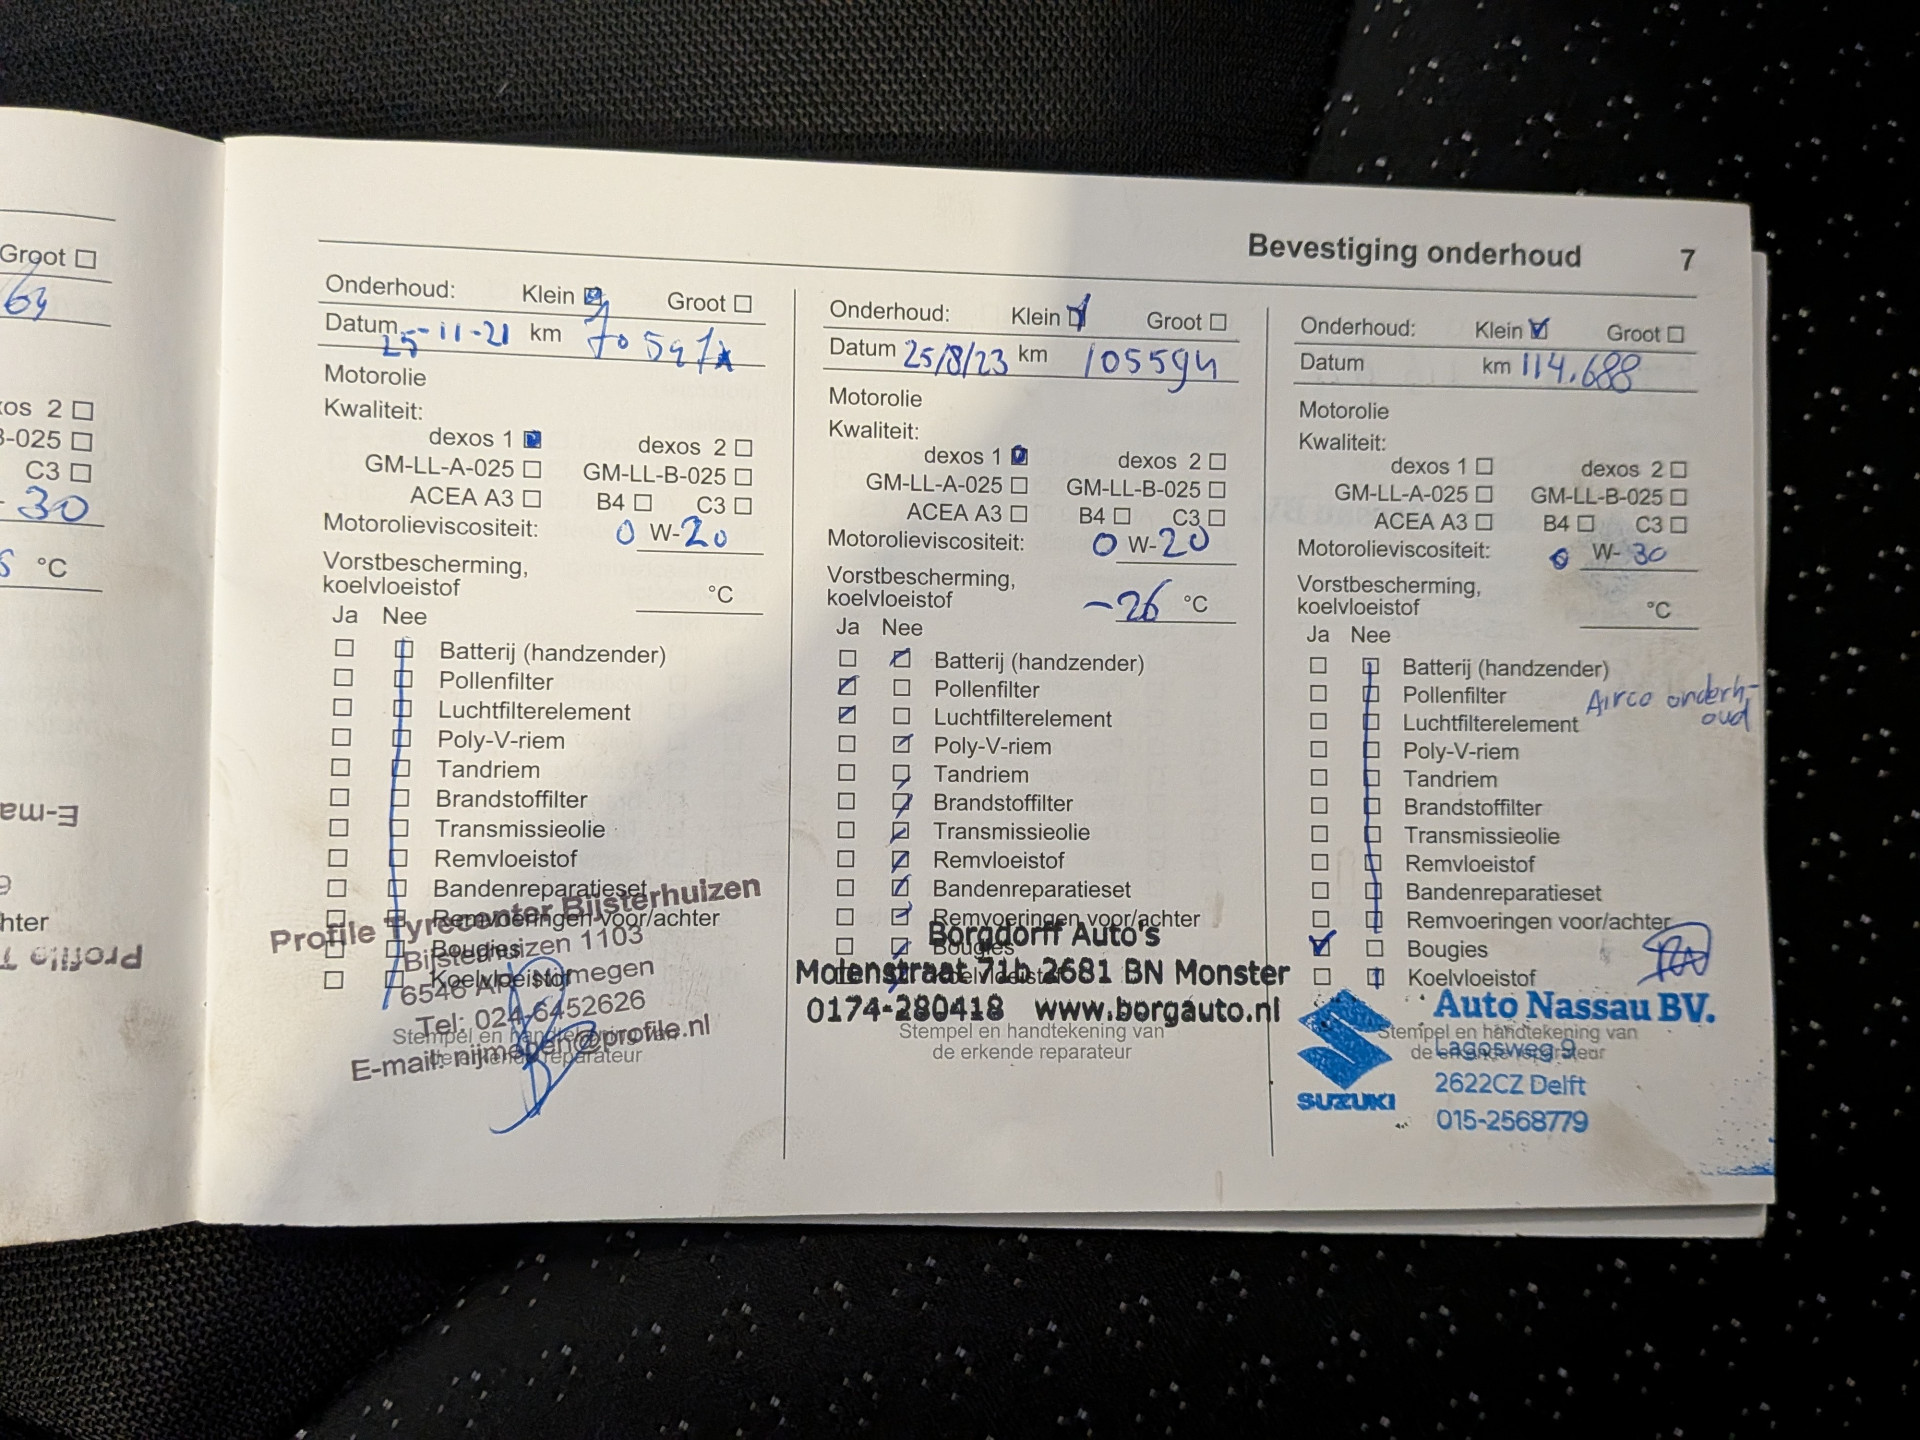 Groot
64
xos 2
B-025
C3
- 30
°C
E-ma
hter
Profile T
Bevestiging onderhoud 7
Onderhoud: Klein Groot
Datum 25-11-21 km
Motorolie
Kwaliteit:
dexos 1 dexos 2
GM-LL-A-025 GM-LL-B-025
ACEA A3 B4 C3
Motorolieviscositeit: 0 W-20
Vorstbescherming,
koelvloeistof °C
Ja Nee
Batterij (handzender)
Pollenfilter
Luchtfilterelement
Poly-V-riem
Tandriem
Brandstoffilter
Transmissieolie
Remvloeistof
Bandenreparatieset
Remvoeringen voor/achter
Bougies
Koelvloeistof
Profile Tyrecenter Bijsterhuizen
Bijsterhuizen 1103
6546 Nijmegen
Tel: 024-6452626
E-mail: nijmegen@profile.nl
Stempel en handtekening van
de erkende reparateur
Onderhoud: Klein Groot
Datum 25/8/23 km 105594
Motorolie
Kwaliteit:
dexos 1 dexos 2
GM-LL-A-025 GM-LL-B-025
ACEA A3 B4 C3
Motorolieviscositeit: 0 W-20
Vorstbescherming,
koelvloeistof -26 °C
Ja Nee
Batterij (handzender)
Pollenfilter
Luchtfilterelement
Poly-V-riem
Tandriem
Brandstoffilter
Transmissieolie
Remvloeistof
Bandenreparatieset
Remvoeringen voor/achter
Bougies
Koelvloeistof
Borgdorff Auto's
Molenstraat 71b 2681 BN Monster
0174-280418 www.borgauto.nl
Stempel en handtekening van
de erkende reparateur
Onderhoud: Klein Groot
Datum km 114.688
Motorolie
Kwaliteit:
dexos 1 dexos 2
GM-LL-A-025 GM-LL-B-025
ACEA A3 B4 C3
Motorolieviscositeit: 0 W-30
Vorstbescherming,
koelvloeistof °C
Ja Nee
Batterij (handzender)
Pollenfilter
Luchtfilterelement
Airco onderh-
oud
Poly-V-riem
Tandriem
Brandstoffilter
Transmissieolie
Remvloeistof
Bandenreparatieset
Remvoeringen voor/achter
Bougies
Koelvloeistof
Auto Nassau BV.
Stempel en handtekening van
de erkende reparateur
Lagosweg 9
2622CZ Delft
015-2568779
SUZUKI